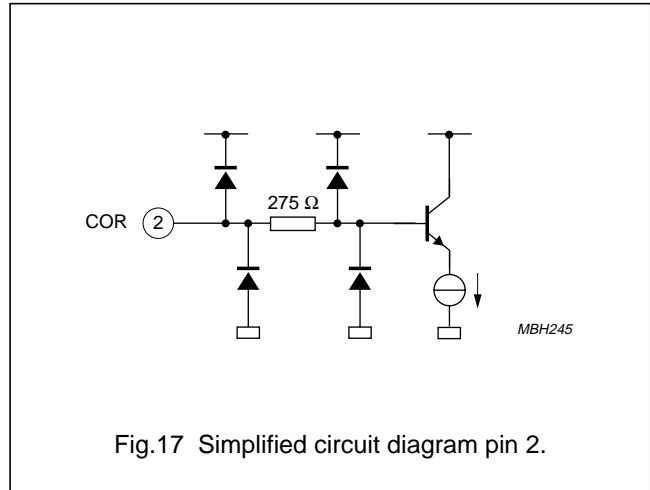 275 Ω
COR 2
MBH245
Fig.17 Simplified circuit diagram pin 2.